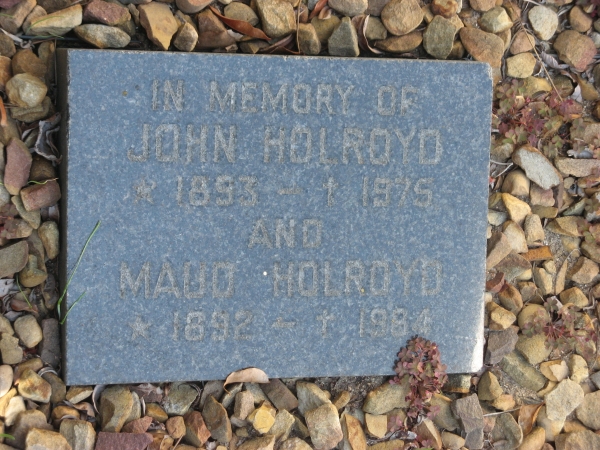 IN MEMORY OF
JOHN HOLROYD
* 1893 - † 1975
AND
MAUD HOLROYD
* 1892 - † 1984